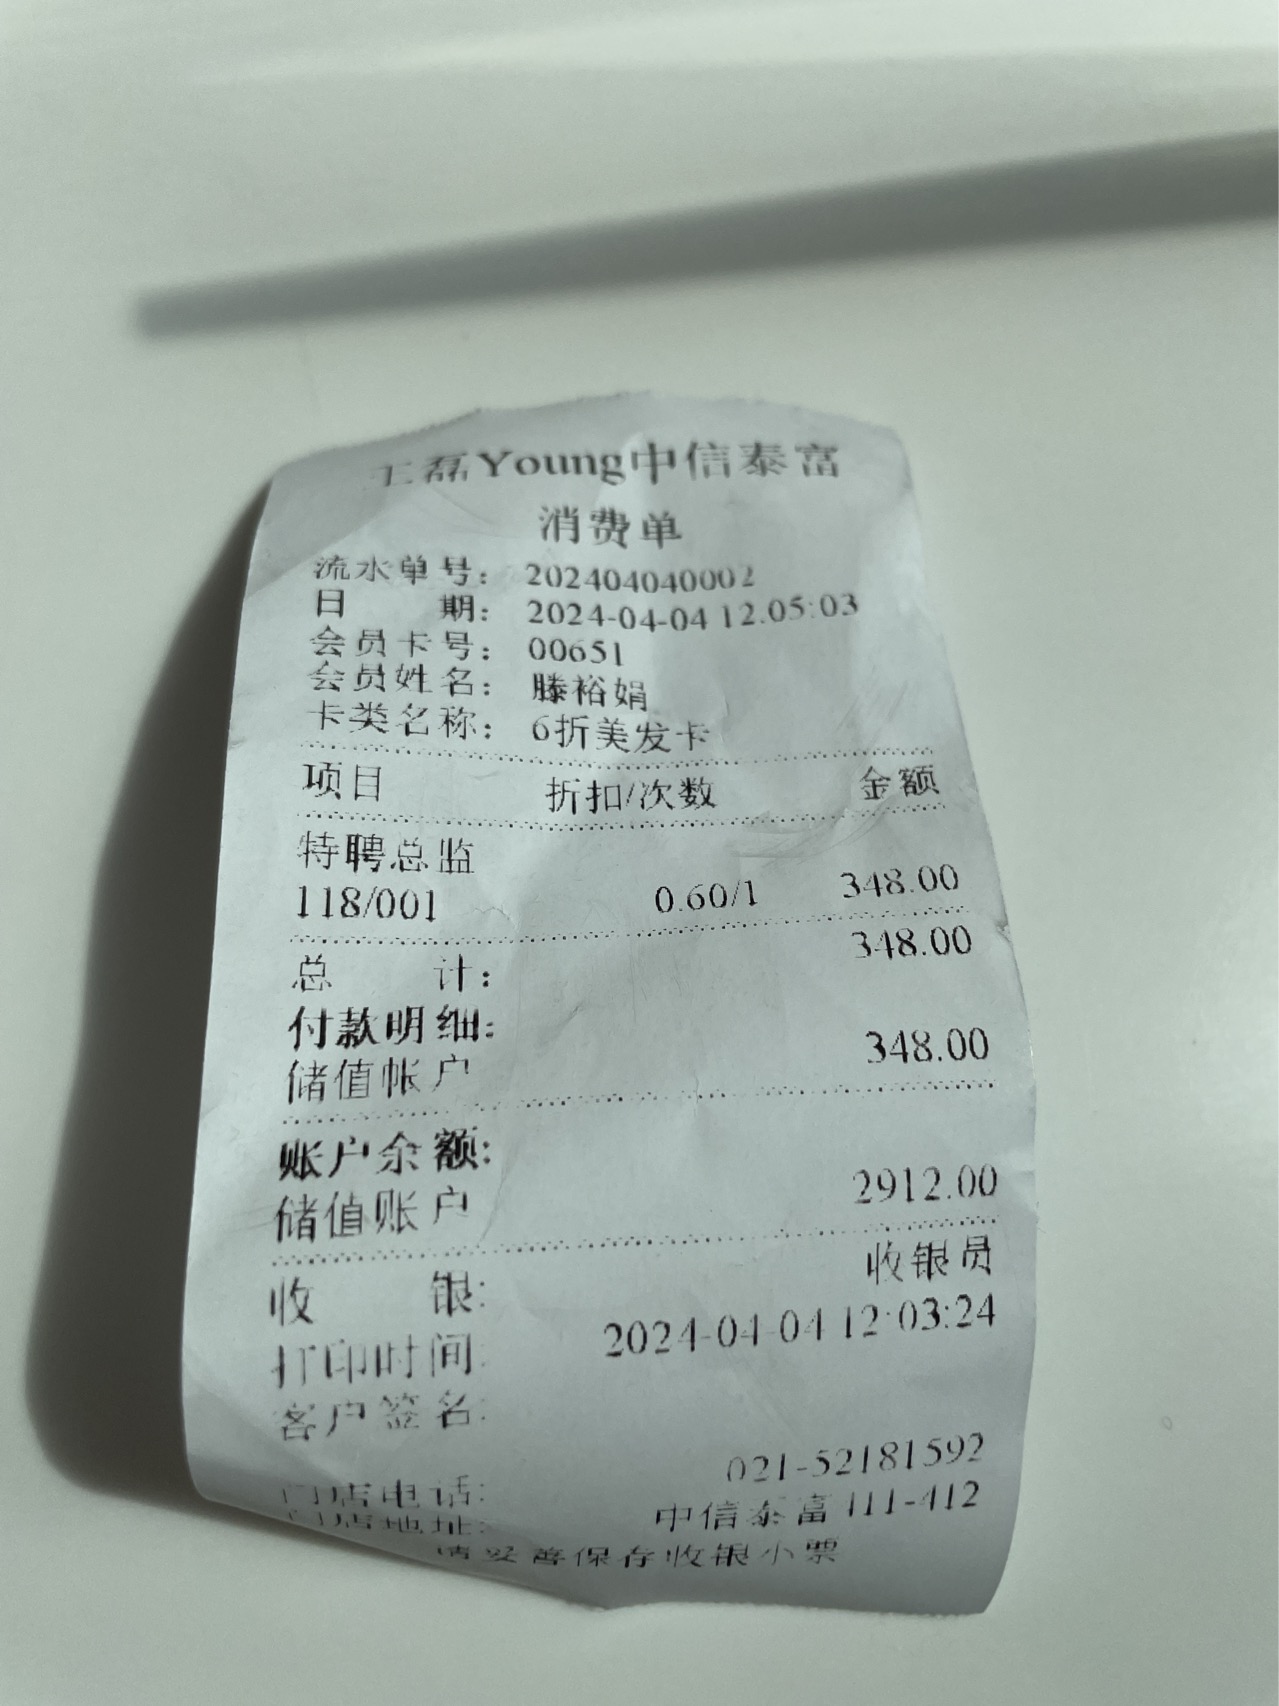 王磊Young中信泰富
消费单
流水单号： 202404040002
日 期： 2024-04-04 12:05:03
会员卡号： 00651
会员姓名： 滕裕娟
卡类名称： 6折美发卡
项目 折扣/次数 金额
特聘总监
118/001 0.60/1 348.00
总 计： 348.00
付款明细:
储值帐户 348.00
账户余额:
储值账户 2912.00
收 银: 收银员
打印时间: 2024-04-04 12:03:24
客户签名:
门店电话: 021-52181592
门店地址: 中信泰富
请妥善保存收银小票